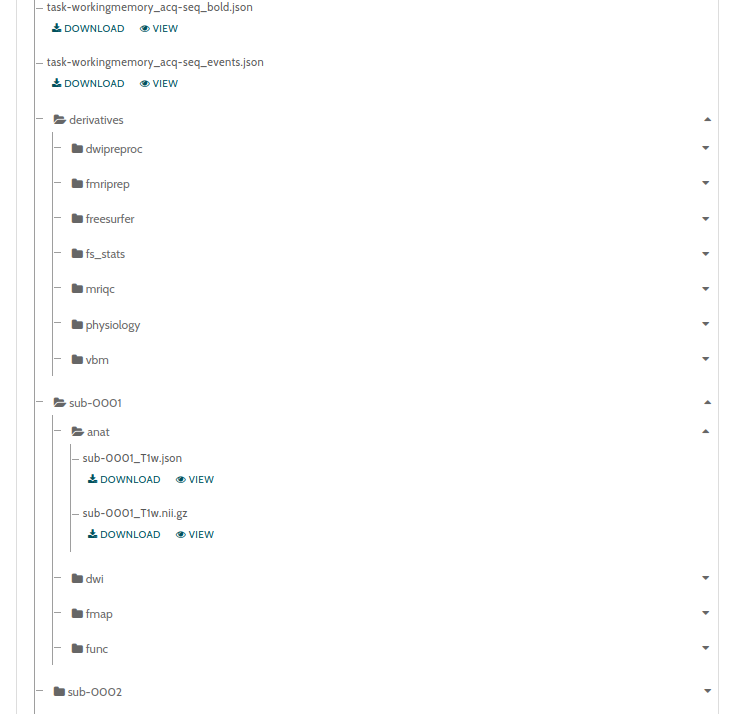 task-workingmemory_acq-seq_bold.json
DOWNLOAD VIEW
task-workingmemory_acq-seq_events.json
DOWNLOAD VIEW
derivatives
dwipreproc
fmriprep
freesurfer
fs_stats
mriqc
physiology
vbm
sub-0001
anat
sub-0001_T1w.json
DOWNLOAD VIEW
sub-0001_T1w.nii.gz
DOWNLOAD VIEW
dwi
fmap
func
sub-0002